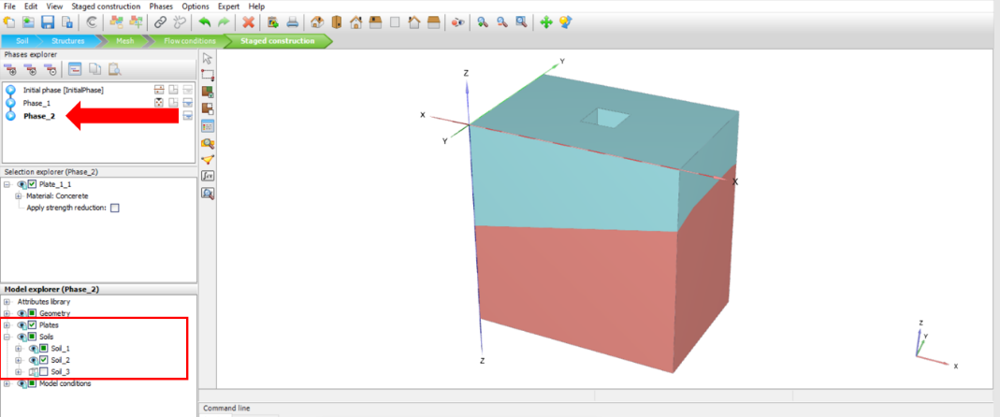 File Edit View Staged construction Phases Options Expert Help
Soil Structures Mesh Flow conditions Staged construction
Phases explorer
Initial phase [InitialPhase]
Phase_1
Phase_2
Selection explorer (Phase_2)
Plate_1_1
Material: Concerete
Apply strength reduction:
Model explorer (Phase_2)
Attributes library
Geometry
Plates
Soils
Soil_1
Soil_2
Soil_3
Model conditions
Y
Z
X
Y
X
Z
Z
Y
X
Command line